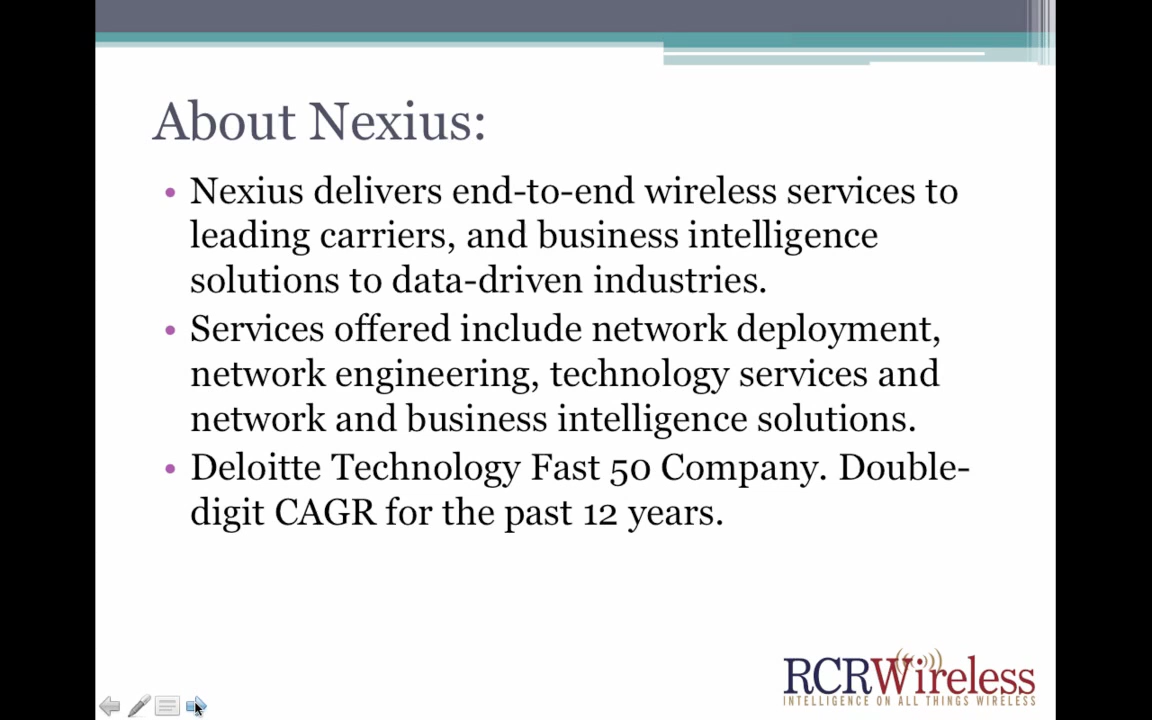 About Nexius:
• Nexius delivers end-to-end wireless services to
leading carriers, and business intelligence
solutions to data-driven industries.
• Services offered include network deployment,
network engineering, technology services and
network and business intelligence solutions.
• Deloitte Technology Fast 50 Company. Double-
digit CAGR for the past 12 years.
RCRWireless
INTELLIGENCE ON ALL THINGS WIRELESS